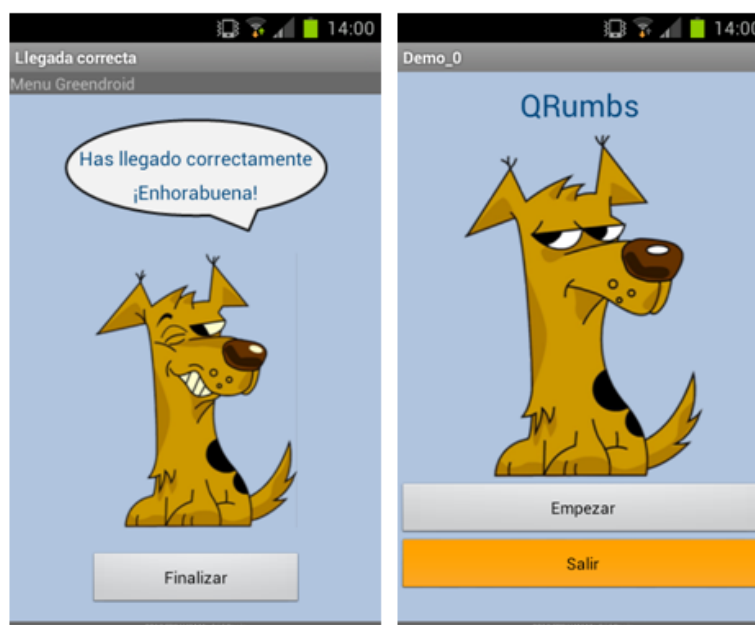 14:00
Llegada correcta
Menu Greendroid
Has llegado correctamente
¡Enhorabuena!
Finalizar
14:00
Demo_0
QRumbs
Empezar
Salir